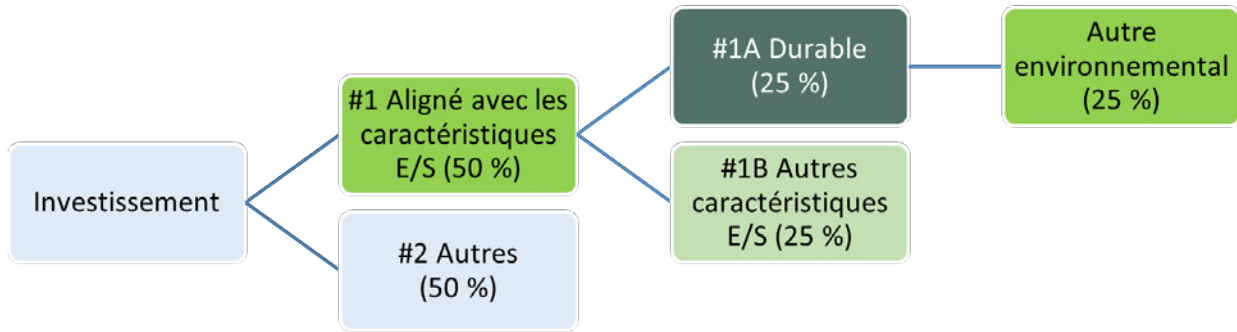 Investissement
#1 Aligné avec les
caractéristiques
E/S (50 %)
#2 Autres
(50 %)
#1A Durable
(25 %)
#1B Autres
caractéristiques
E/S (25 %)
Autre
environnemental
(25 %)